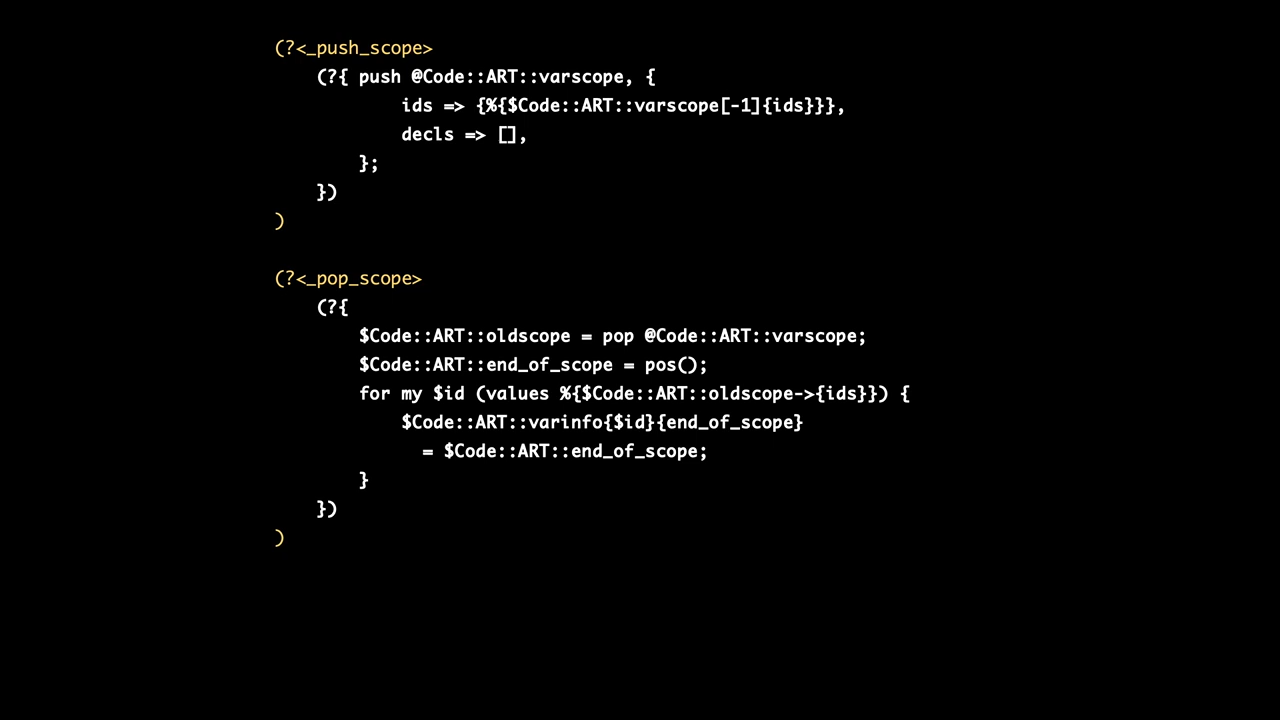 (?<_push_scope>
    (?{ push @Code::ART::varscope, {
            ids => {%{$Code::ART::varscope[-1]{ids}}},
            decls => [],
        };
    })
)
(?<_pop_scope>
    (?{
        $Code::ART::oldscope = pop @Code::ART::varscope;
        $Code::ART::end_of_scope = pos();
        for my $id (values %{$Code::ART::oldscope->{ids}}) {
            $Code::ART::varinfo{$id}{end_of_scope}
              = $Code::ART::end_of_scope;
        }
    })
)